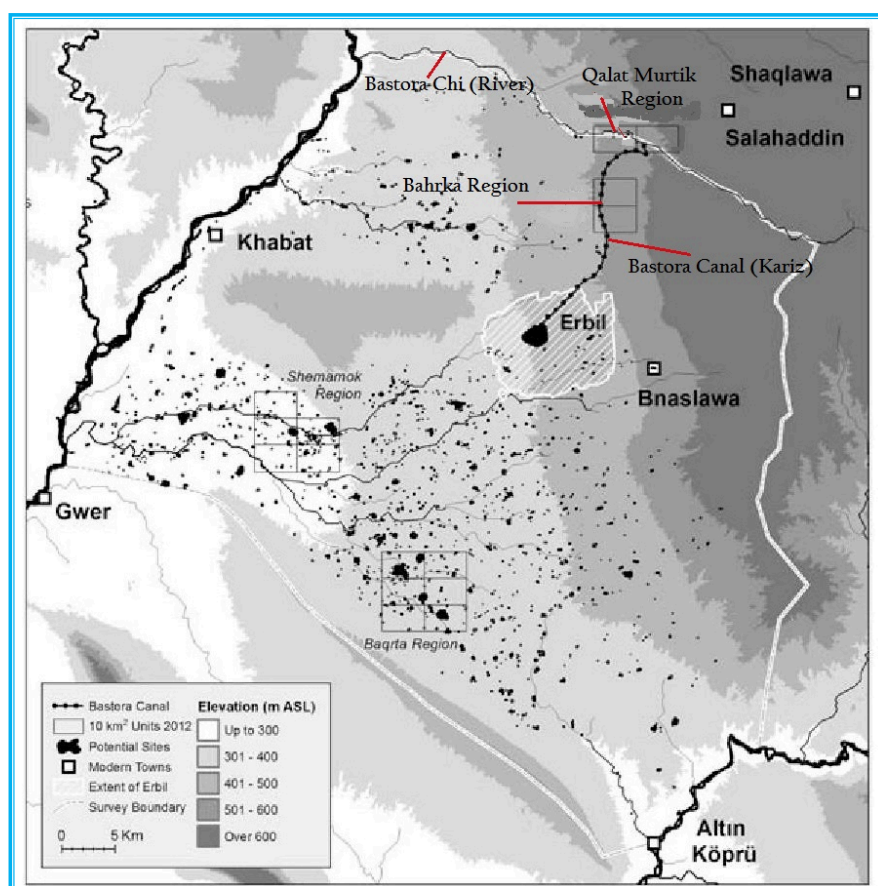 Bastora Chi (River)
Qalat Murtik
Region
Shaqlawa
Salahaddin
Bahrka Region
Khabat
Bastora Canal (Kariz)
Erbil
Shemamok
Region
Bnaslawa
Gwer
Baqrta Region
Bastora Canal
10 km² Units 2012
Potential Sites
Modern Towns
Extent of Erbil
Survey Boundary
0 5 Km
Elevation (m ASL)
Up to 300
301 - 400
401 - 500
501 - 600
Over 600
Altın
Köprü